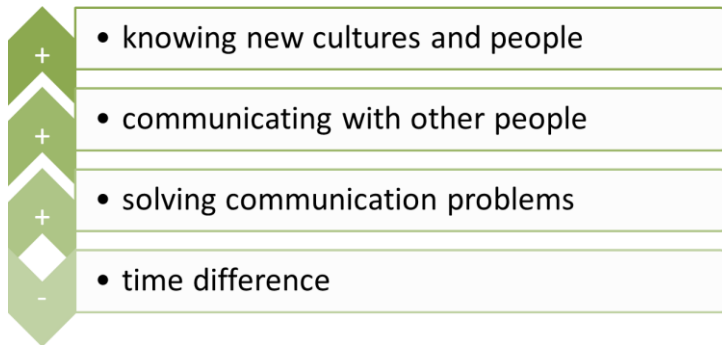 + • knowing new cultures and people
+ • communicating with other people
+ • solving communication problems
- • time difference